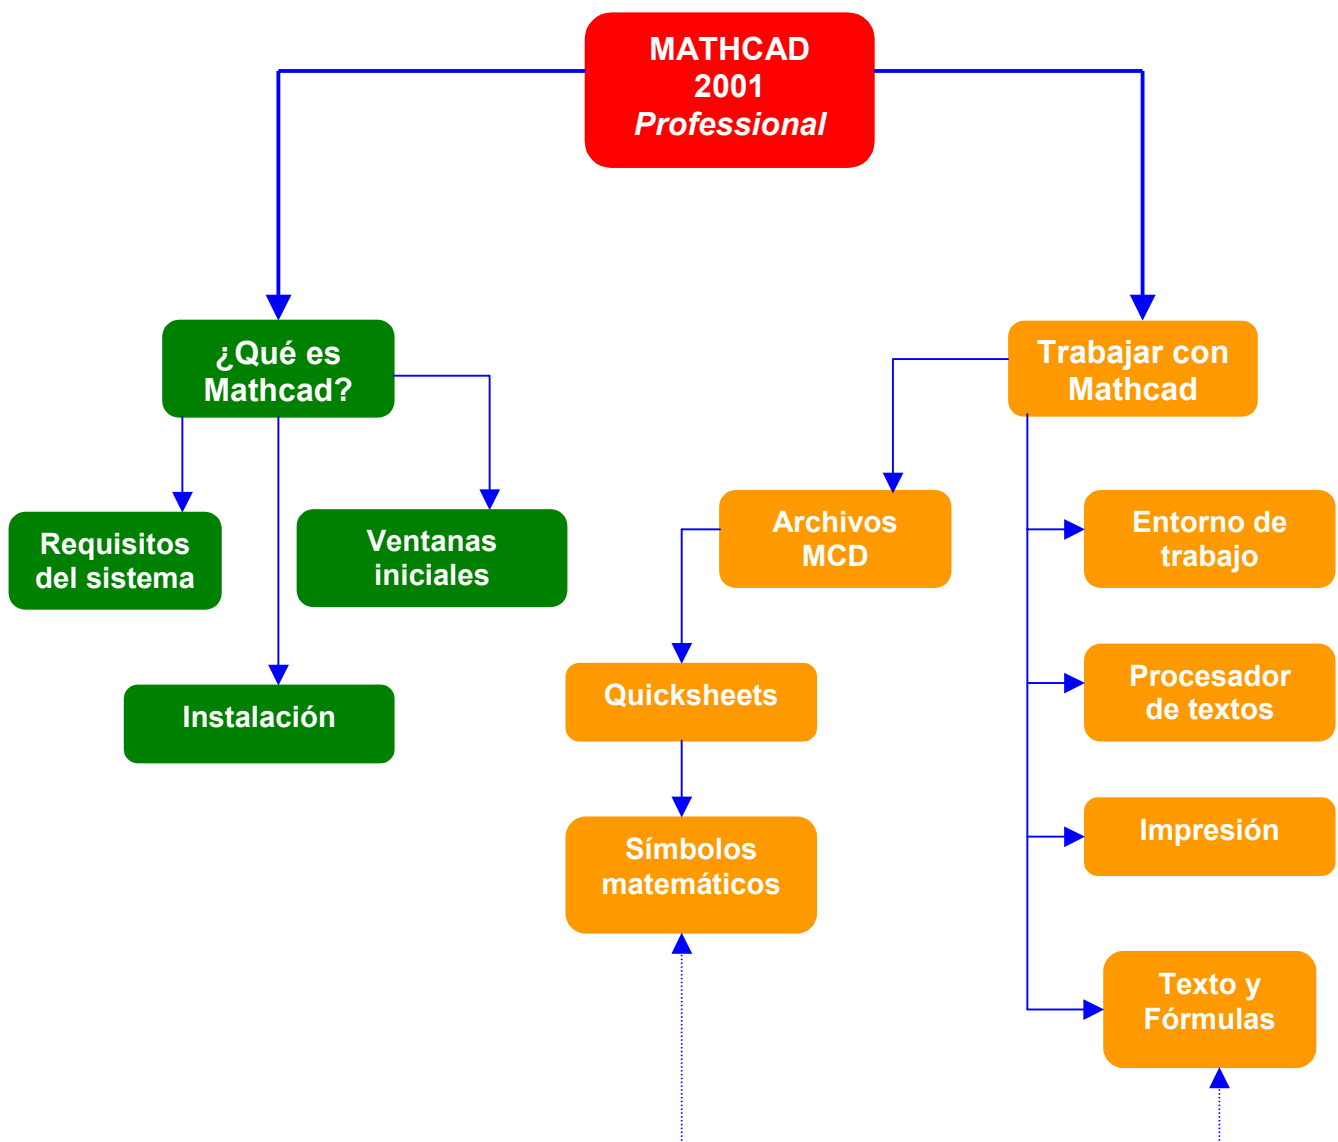 MATHCAD
2001
Professional
¿Qué es
Mathcad?
Trabajar con
Mathcad
Requisitos
del sistema
Ventanas
iniciales
Archivos
MCD
Entorno de
trabajo
Instalación
Quicksheets
Procesador
de textos
Símbolos
matemáticos
Impresión
Texto y
Fórmulas